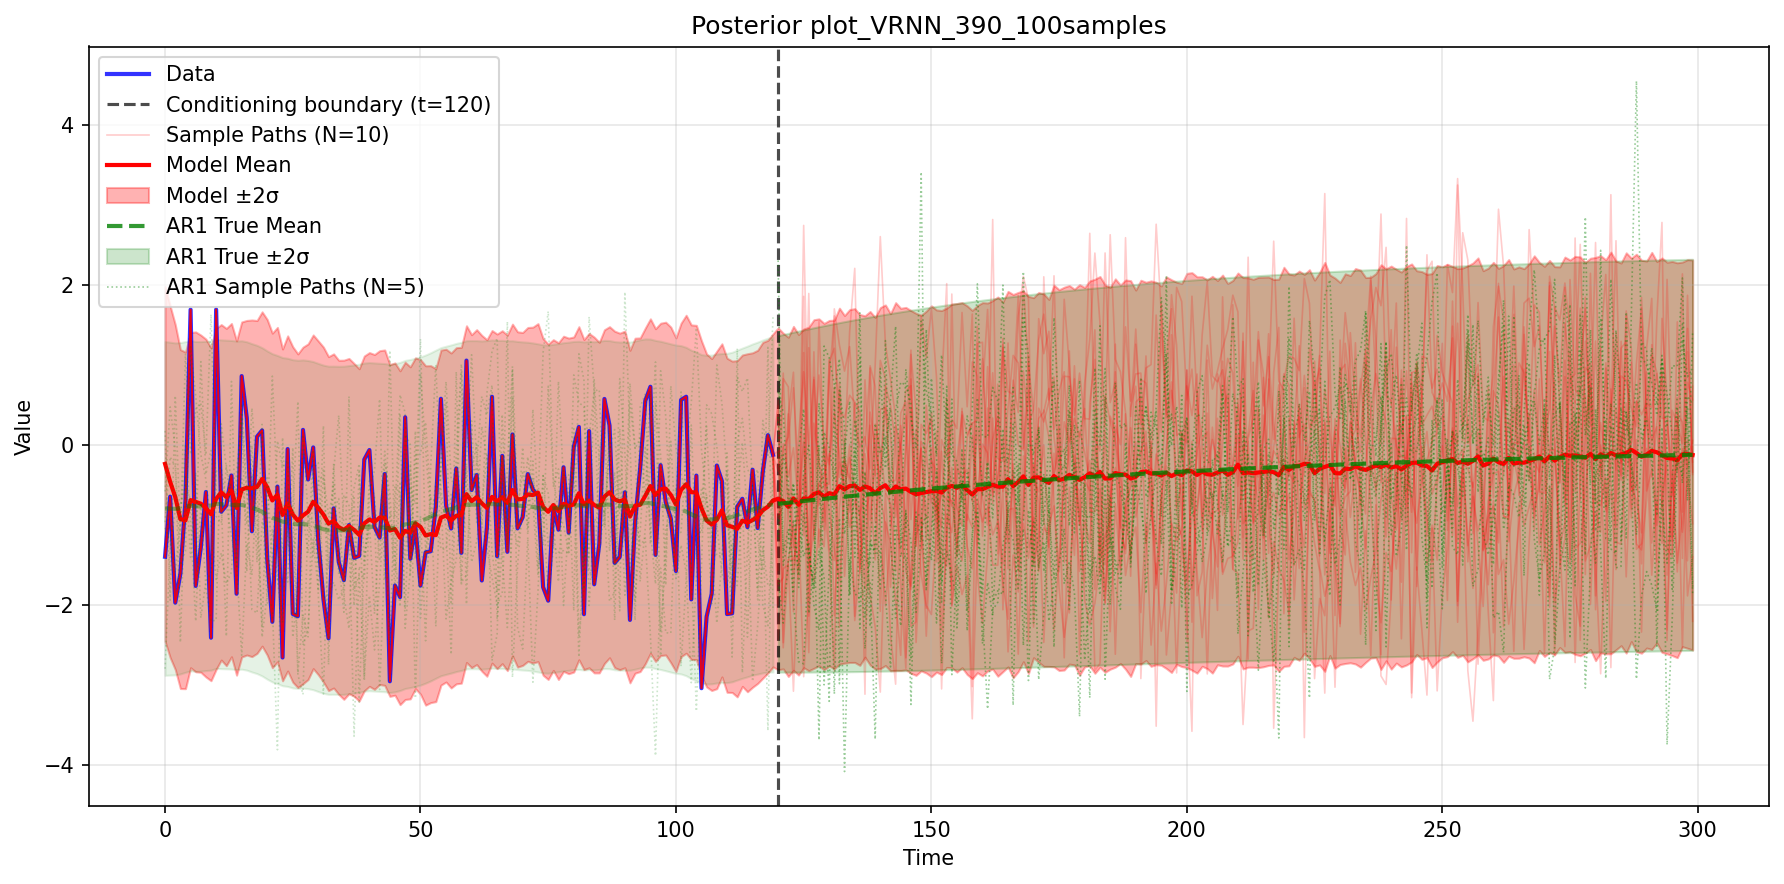 Posterior plot_VRNN_390_100samples
Data
Conditioning boundary (t=120)
Sample Paths (N=10)
Model Mean
Model ±2σ
AR1 True Mean
AR1 True ±2σ
AR1 Sample Paths (N=5)
Value
4
2
0
−2
−4
0 50 100 150 200 250 300
Time